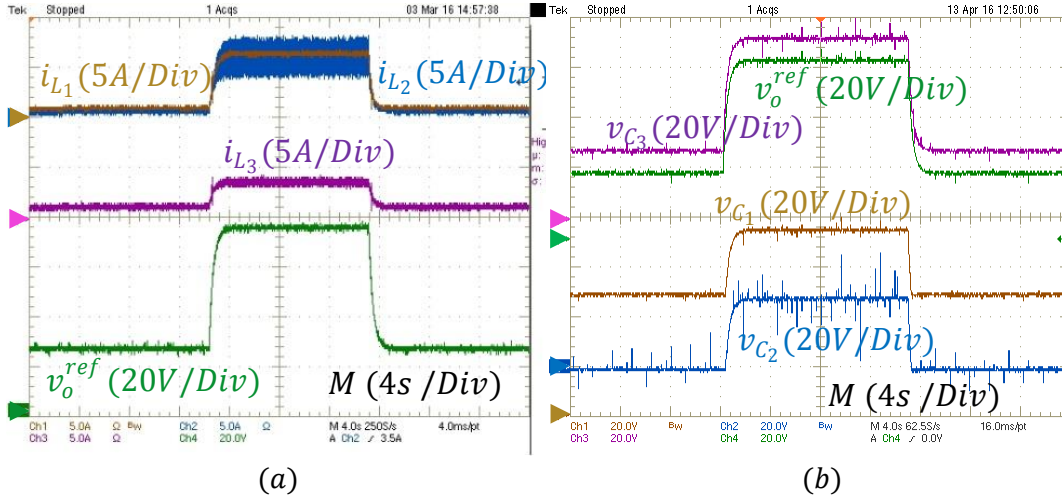 Tek Stopped 1 Acqs 03 Mar 16 14:57:38
i_{L_1}(5A/Div) i_{L_2}(5A/Div)
i_{L_3}(5A/Div)
v_o^{ref}(20V/Div) M (4s /Div)
Ch1 5.0A Ω Bw Ch2 5.0A Ω M 4.0s 250S/s 4.0ms/pt
Ch3 5.0A Ω Ch4 20.0V A Ch2 ∕ 3.5A
(a)
Tek Stopped 1 Acqs 13 Apr 16 12:50:06
v_o^{ref}(20V/Div)
v_{C_3}(20V/Div)
Hig
μ:
m:
σ:
v_{C_1}(20V/Div)
v_{C_2}(20V/Div)
M (4s /Div)
Ch1 20.0V Bw Ch2 20.0V Bw M 4.0s 62.5S/s 16.0ms/pt
Ch3 20.0V Ch4 20.0V A Ch4 ∕ 0.0V
(b)